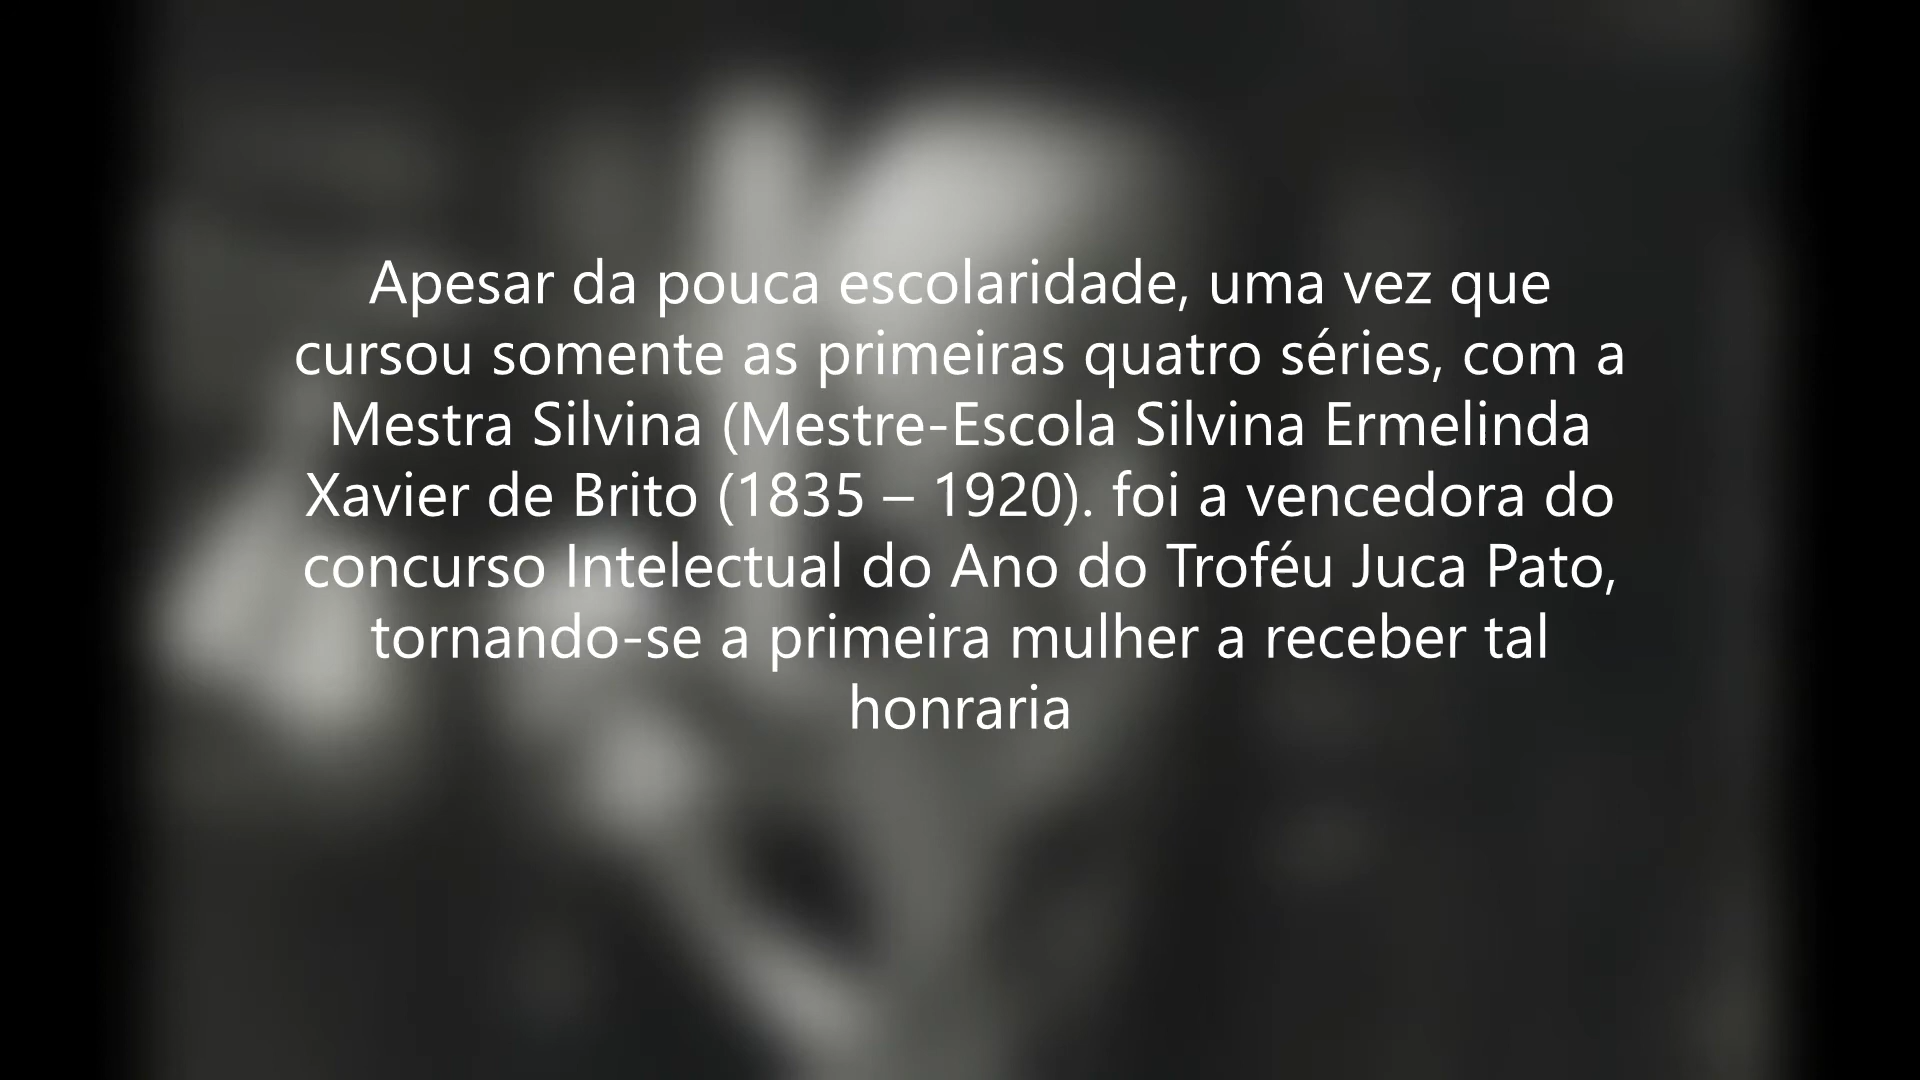 Apesar da pouca escolaridade, uma vez que
cursou somente as primeiras quatro séries, com a
Mestra Silvina (Mestre-Escola Silvina Ermelinda
Xavier de Brito (1835 – 1920). foi a vencedora do
concurso Intelectual do Ano do Troféu Juca Pato,
tornando-se a primeira mulher a receber tal
honraria